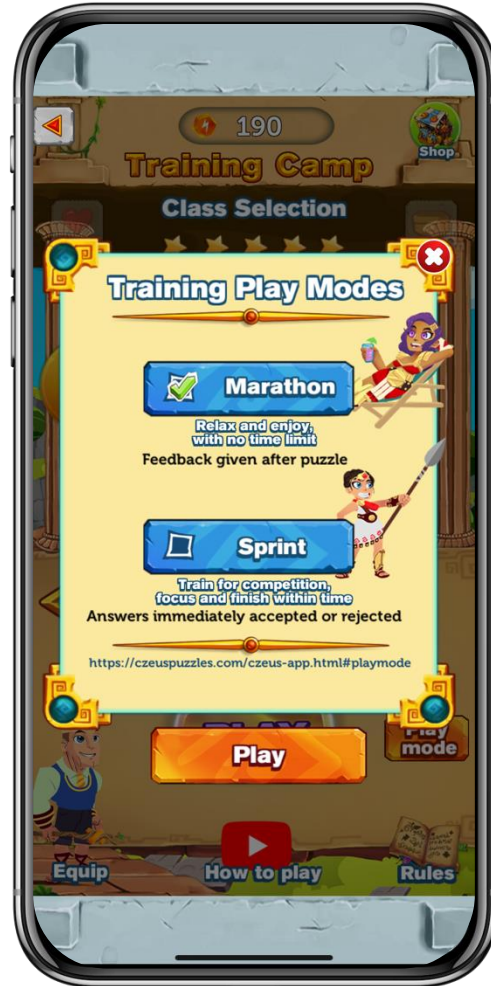 190
Shop
Training Camp
Class Selection
Training Play Modes
Marathon
Relax and enjoy,
with no time limit
Feedback given after puzzle
Sprint
Train for competition,
focus and finish within time
Answers immediately accepted or rejected
https://czeuspuzzles.com/czeus-app.html#playmode
PLAY
Play
mode
Play
Equip
How to play
Rules